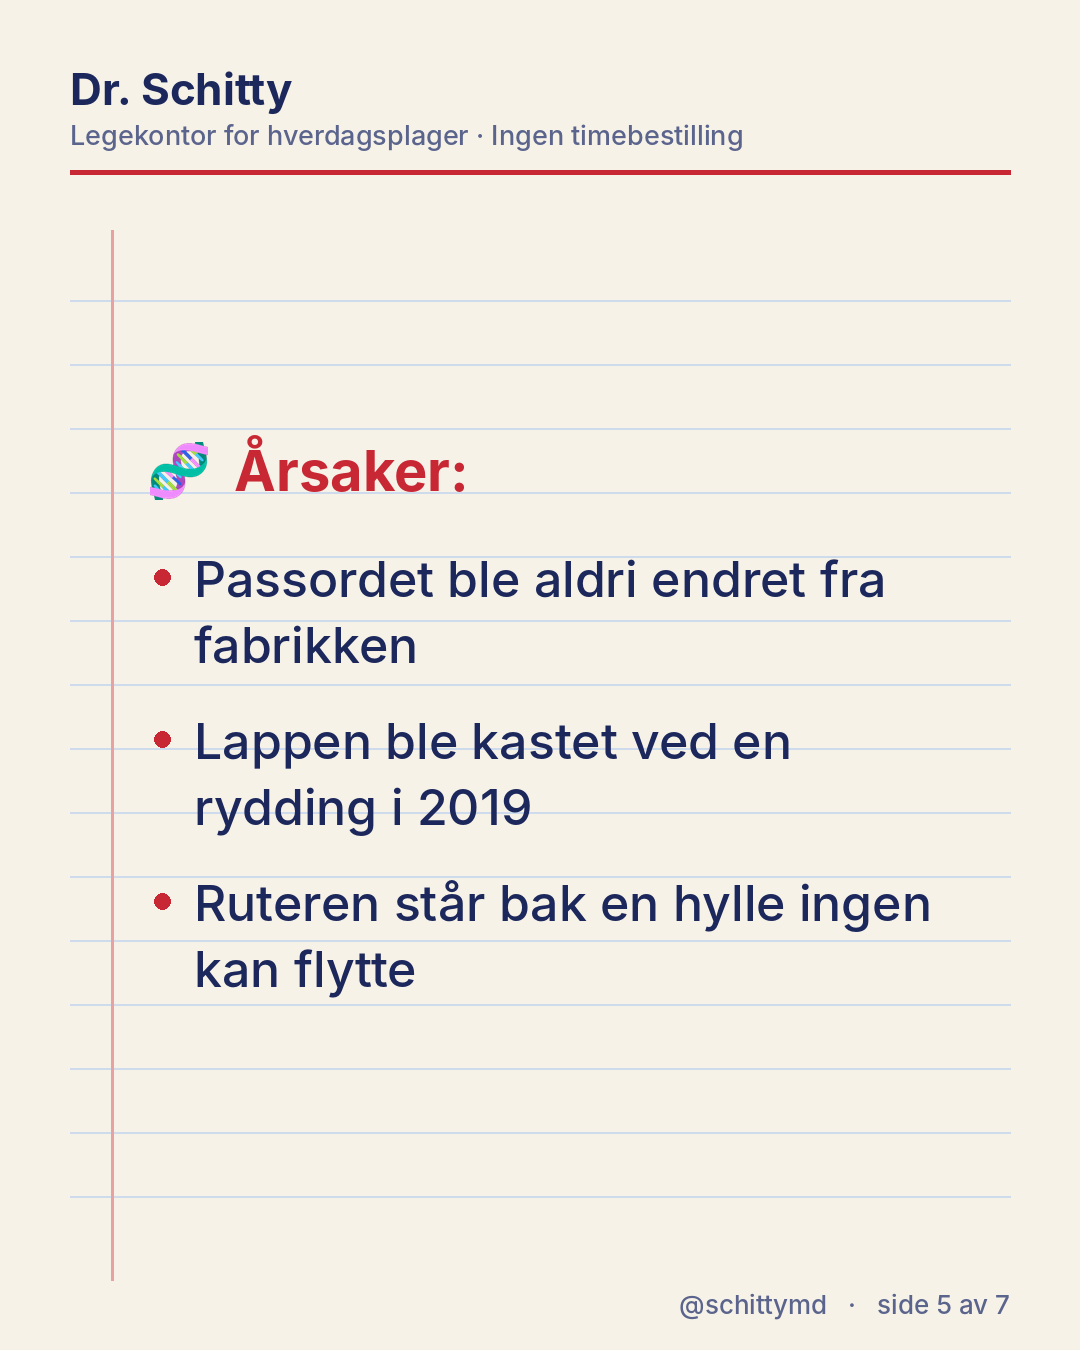 Dr. Schitty
Legekontor for hverdagsplager · Ingen timebestilling
🧬 Årsaker:
• Passordet ble aldri endret fra
fabrikken
• Lappen ble kastet ved en
rydding i 2019
• Ruteren står bak en hylle ingen
kan flytte
@schittymd · side 5 av 7